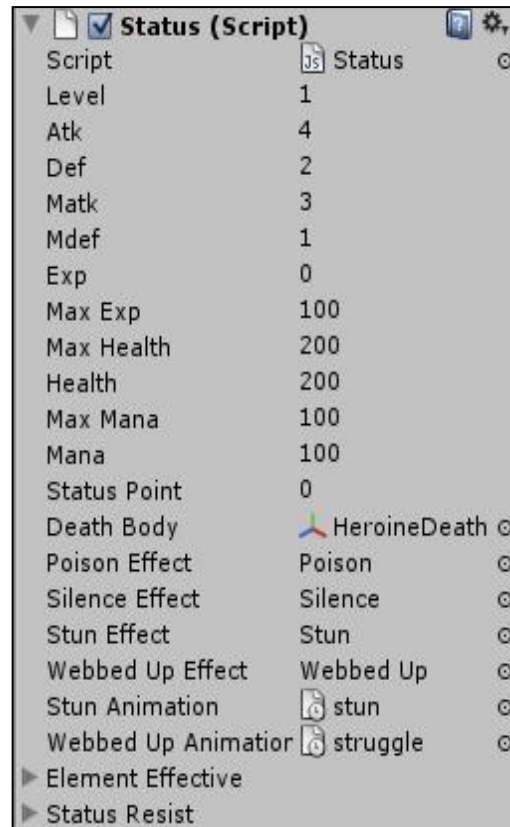 Status (Script)
Script Js Status
Level 1
Atk 4
Def 2
Matk 3
Mdef 1
Exp 0
Max Exp 100
Max Health 200
Health 200
Max Mana 100
Mana 100
Status Point 0
Death Body HeroineDeath
Poison Effect Poison
Silence Effect Silence
Stun Effect Stun
Webbed Up Effect Webbed Up
Stun Animation stun
Webbed Up Animation struggle
Element Effective
Status Resist